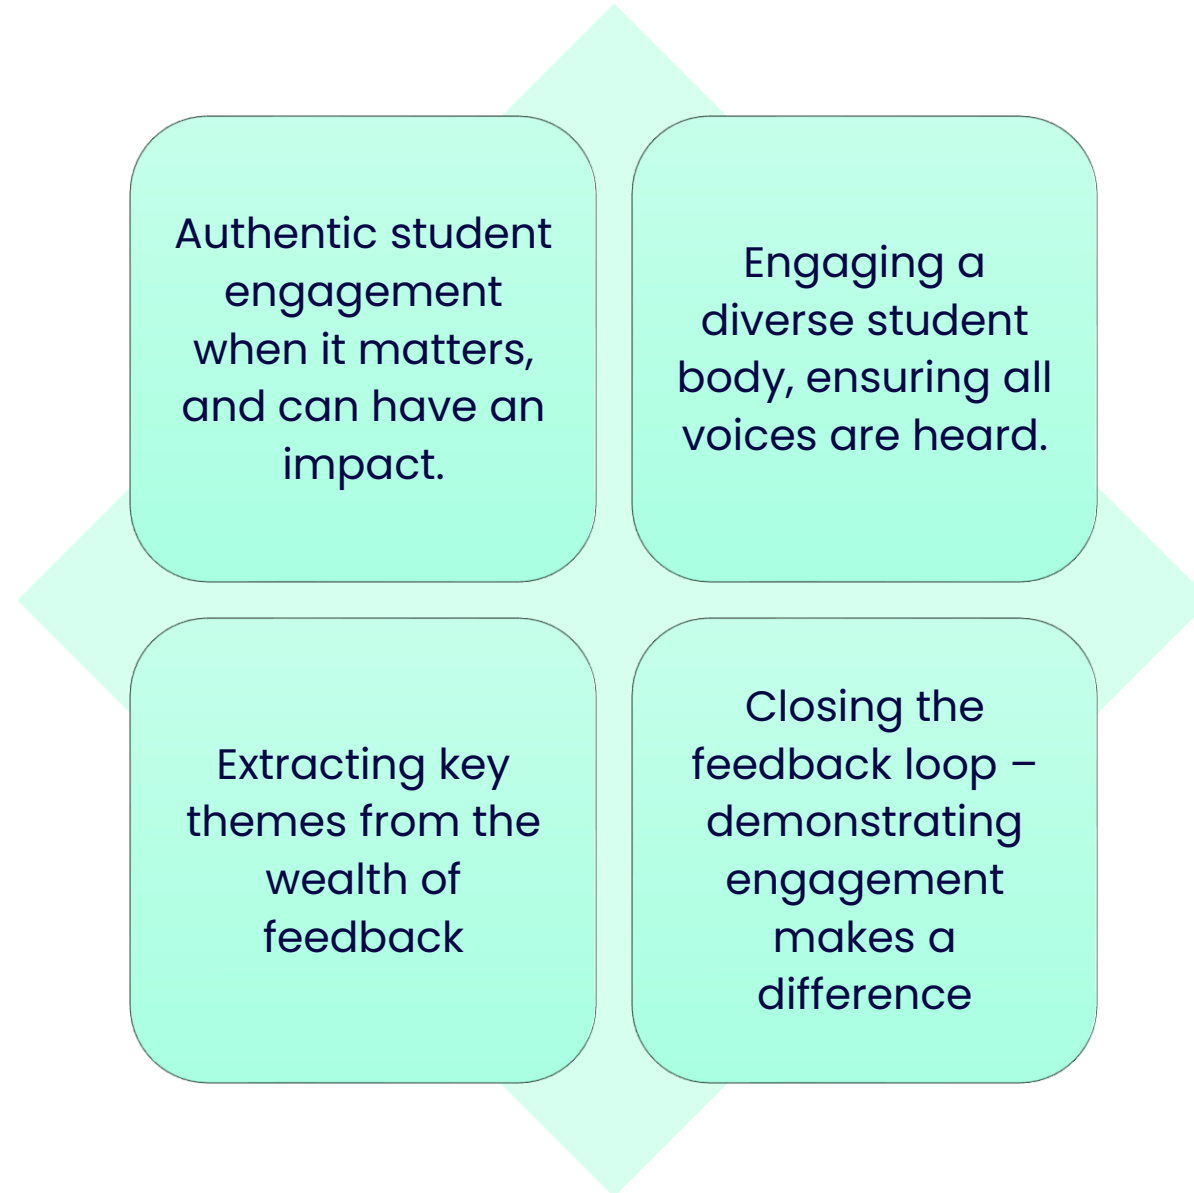 Authentic student
engagement
when it matters,
and can have an
impact.
Engaging a
diverse student
body, ensuring all
voices are heard.
Extracting key
themes from the
wealth of
feedback
Closing the
feedback loop –
demonstrating
engagement
makes a
difference